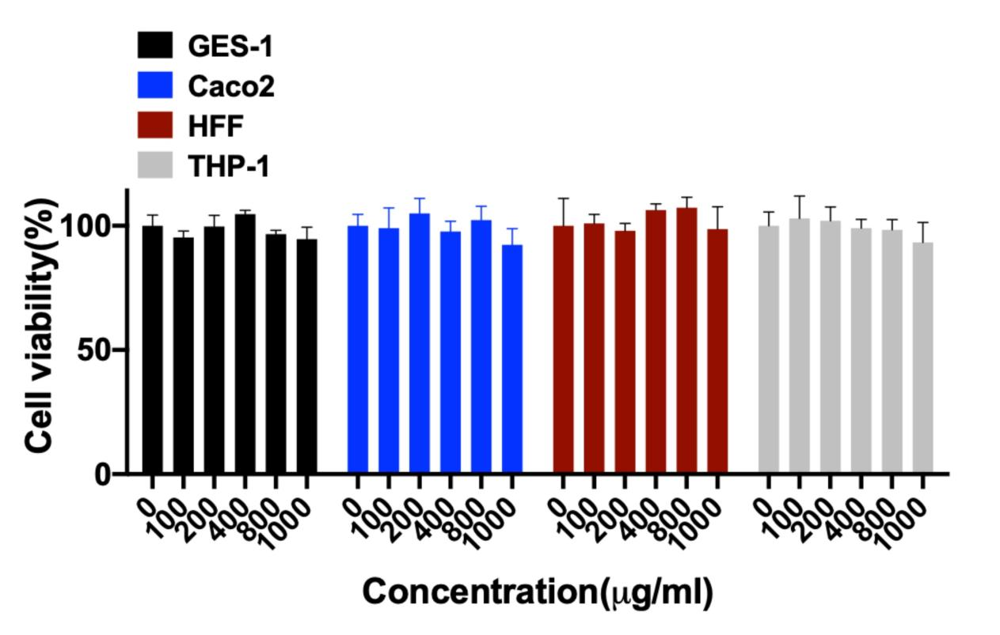 GES-1
Caco2
HFF
THP-1
Cell viability(%)
100
50
0
0 100 200 400 800 1000 0 100 200 400 800 1000 0 100 200 400 800 1000 0 100 200 400 800 1000
Concentration(μg/ml)